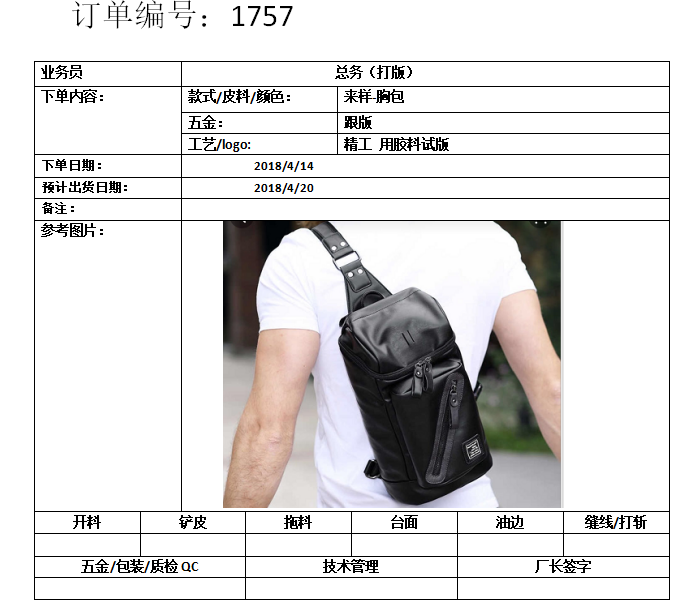 订单编号：1757
业务员 总务（打版）
下单内容： 款式/皮料/颜色： 来样-胸包
五金： 跟版
工艺/logo: 精工 用胶料试版
下单日期： 2018/4/14
预计出货日期： 2018/4/20
备注：
参考图片：
开料 铲皮 拖料 台面 油边 缝线/打斩
五金/包装/质检 QC 技术管理 厂长签字